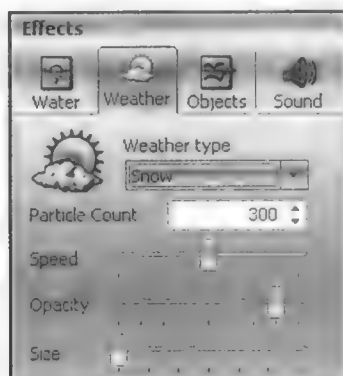 Effects
Water Weather Objects Sound
Weather type
Snow
Particle Count 300
Speed
Opacity
Size